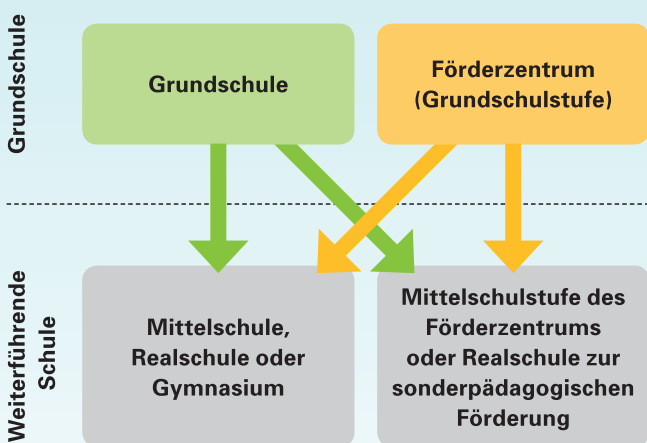 Grundschule
Grundschule
Förderzentrum
(Grundschulstufe)
Weiterführende
Schule
Mittelschule,
Realschule oder
Gymnasium
Mittelschulstufe des
Förderzentrums
oder Realschule zur
sonderpädagogischen
Förderung